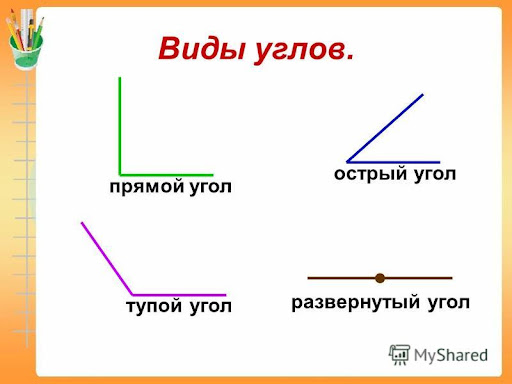 Виды углов.
прямой угол
острый угол
тупой угол
развернутый угол
MyShared